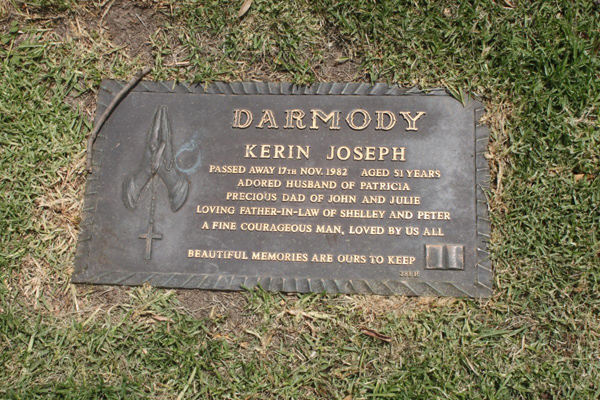 DARMODY
KERIN JOSEPH
PASSED AWAY 17TH NOV. 1982 AGED 51 YEARS
ADORED HUSBAND OF PATRICIA
PRECIOUS DAD OF JOHN AND JULIE
LOVING FATHER-IN-LAW OF SHELLEY AND PETER
A FINE COURAGEOUS MAN, LOVED BY US ALL
BEAUTIFUL MEMORIES ARE OURS TO KEEP